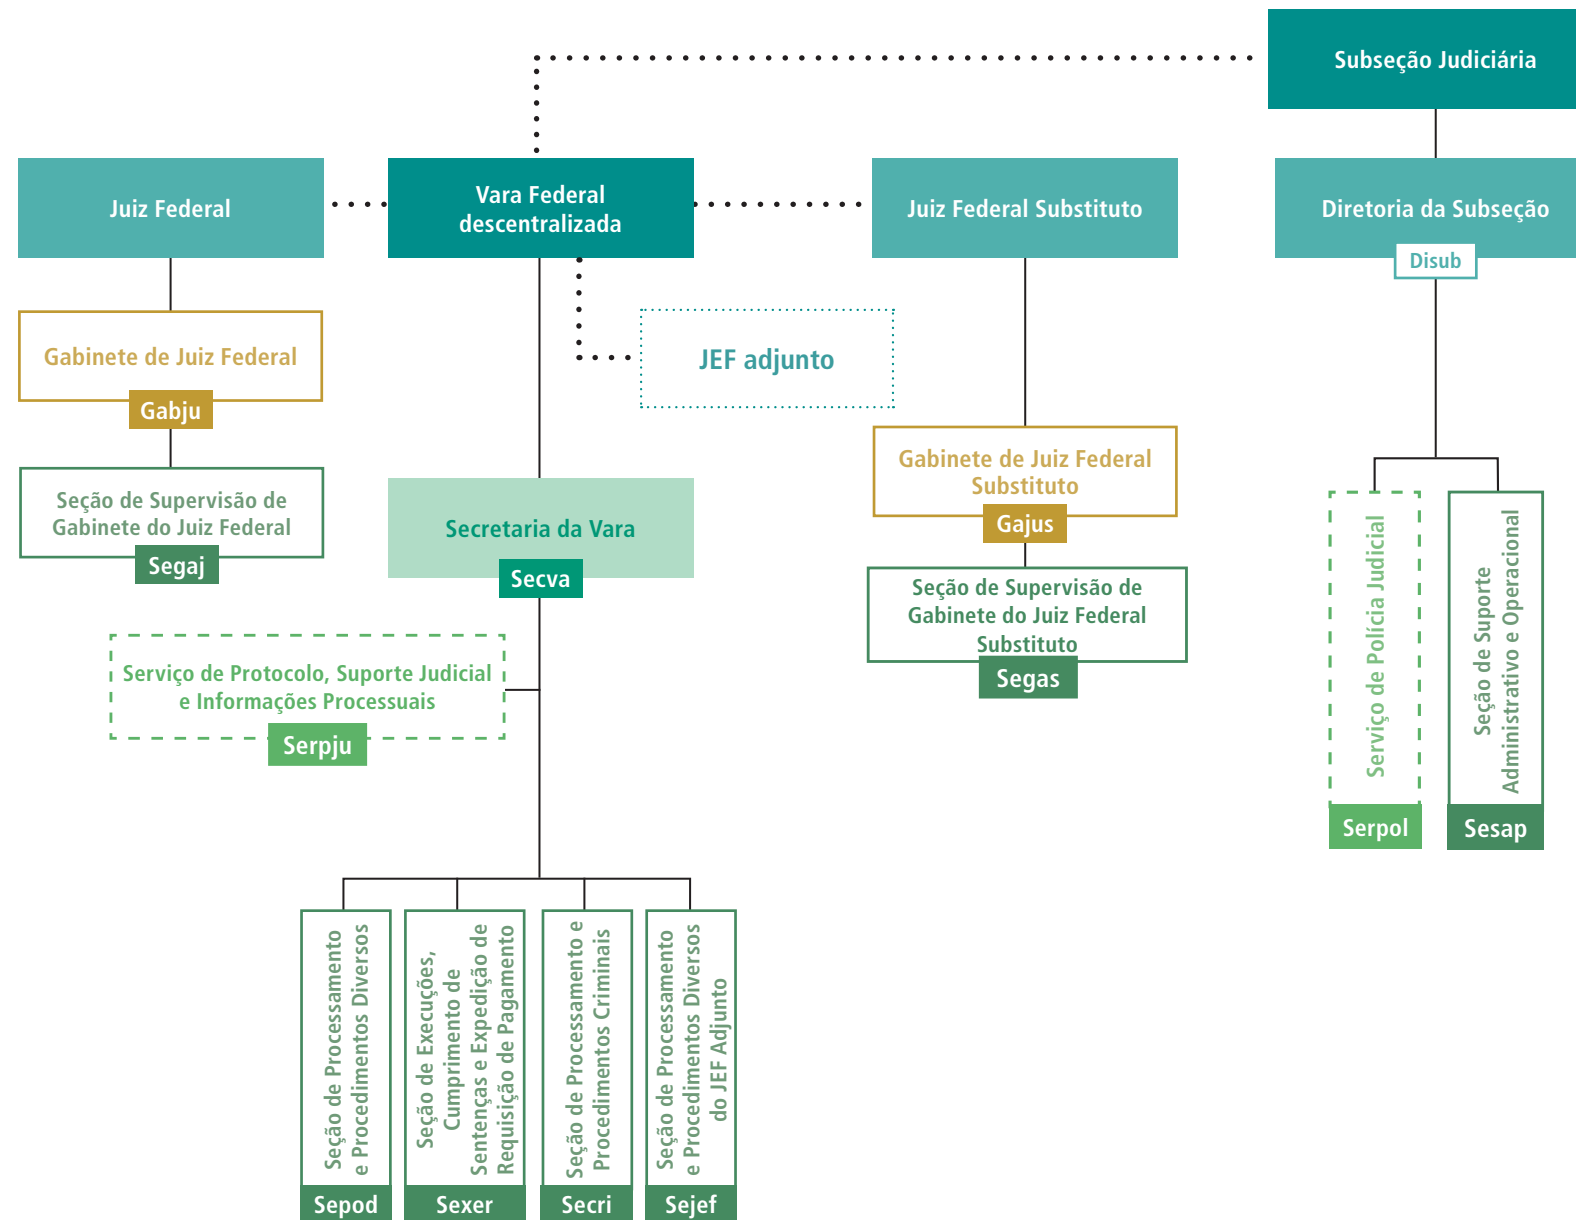 Subseção Judiciária
Juiz Federal
Vara Federal
descentralizada
Juiz Federal Substituto
Diretoria da Subseção
Disub
Gabinete de Juiz Federal
Gabju
JEF adjunto
Seção de Supervisão de
Gabinete do Juiz Federal
Segaj
Secretaria da Vara
Secva
Gabinete de Juiz Federal
Substituto
Gajus
Seção de Supervisão de
Gabinete do Juiz Federal
Substituto
Segas
Serviço de Protocolo, Suporte Judicial
e Informações Processuais
Serpju
Serviço de Polícia Judicial
Serpol
Seção de Suporte
Administrativo e Operacional
Sesap
Seção de Processamento
e Procedimentos Diversos
Sepod
Seção de Execuções,
Cumprimento de
Sentenças e Expedição de
Requisição de Pagamento
Sexer
Seção de Processamento e
Procedimentos Criminais
Secri
Seção de Processamento
e Procedimentos Diversos
do JEF Adjunto
Sejef